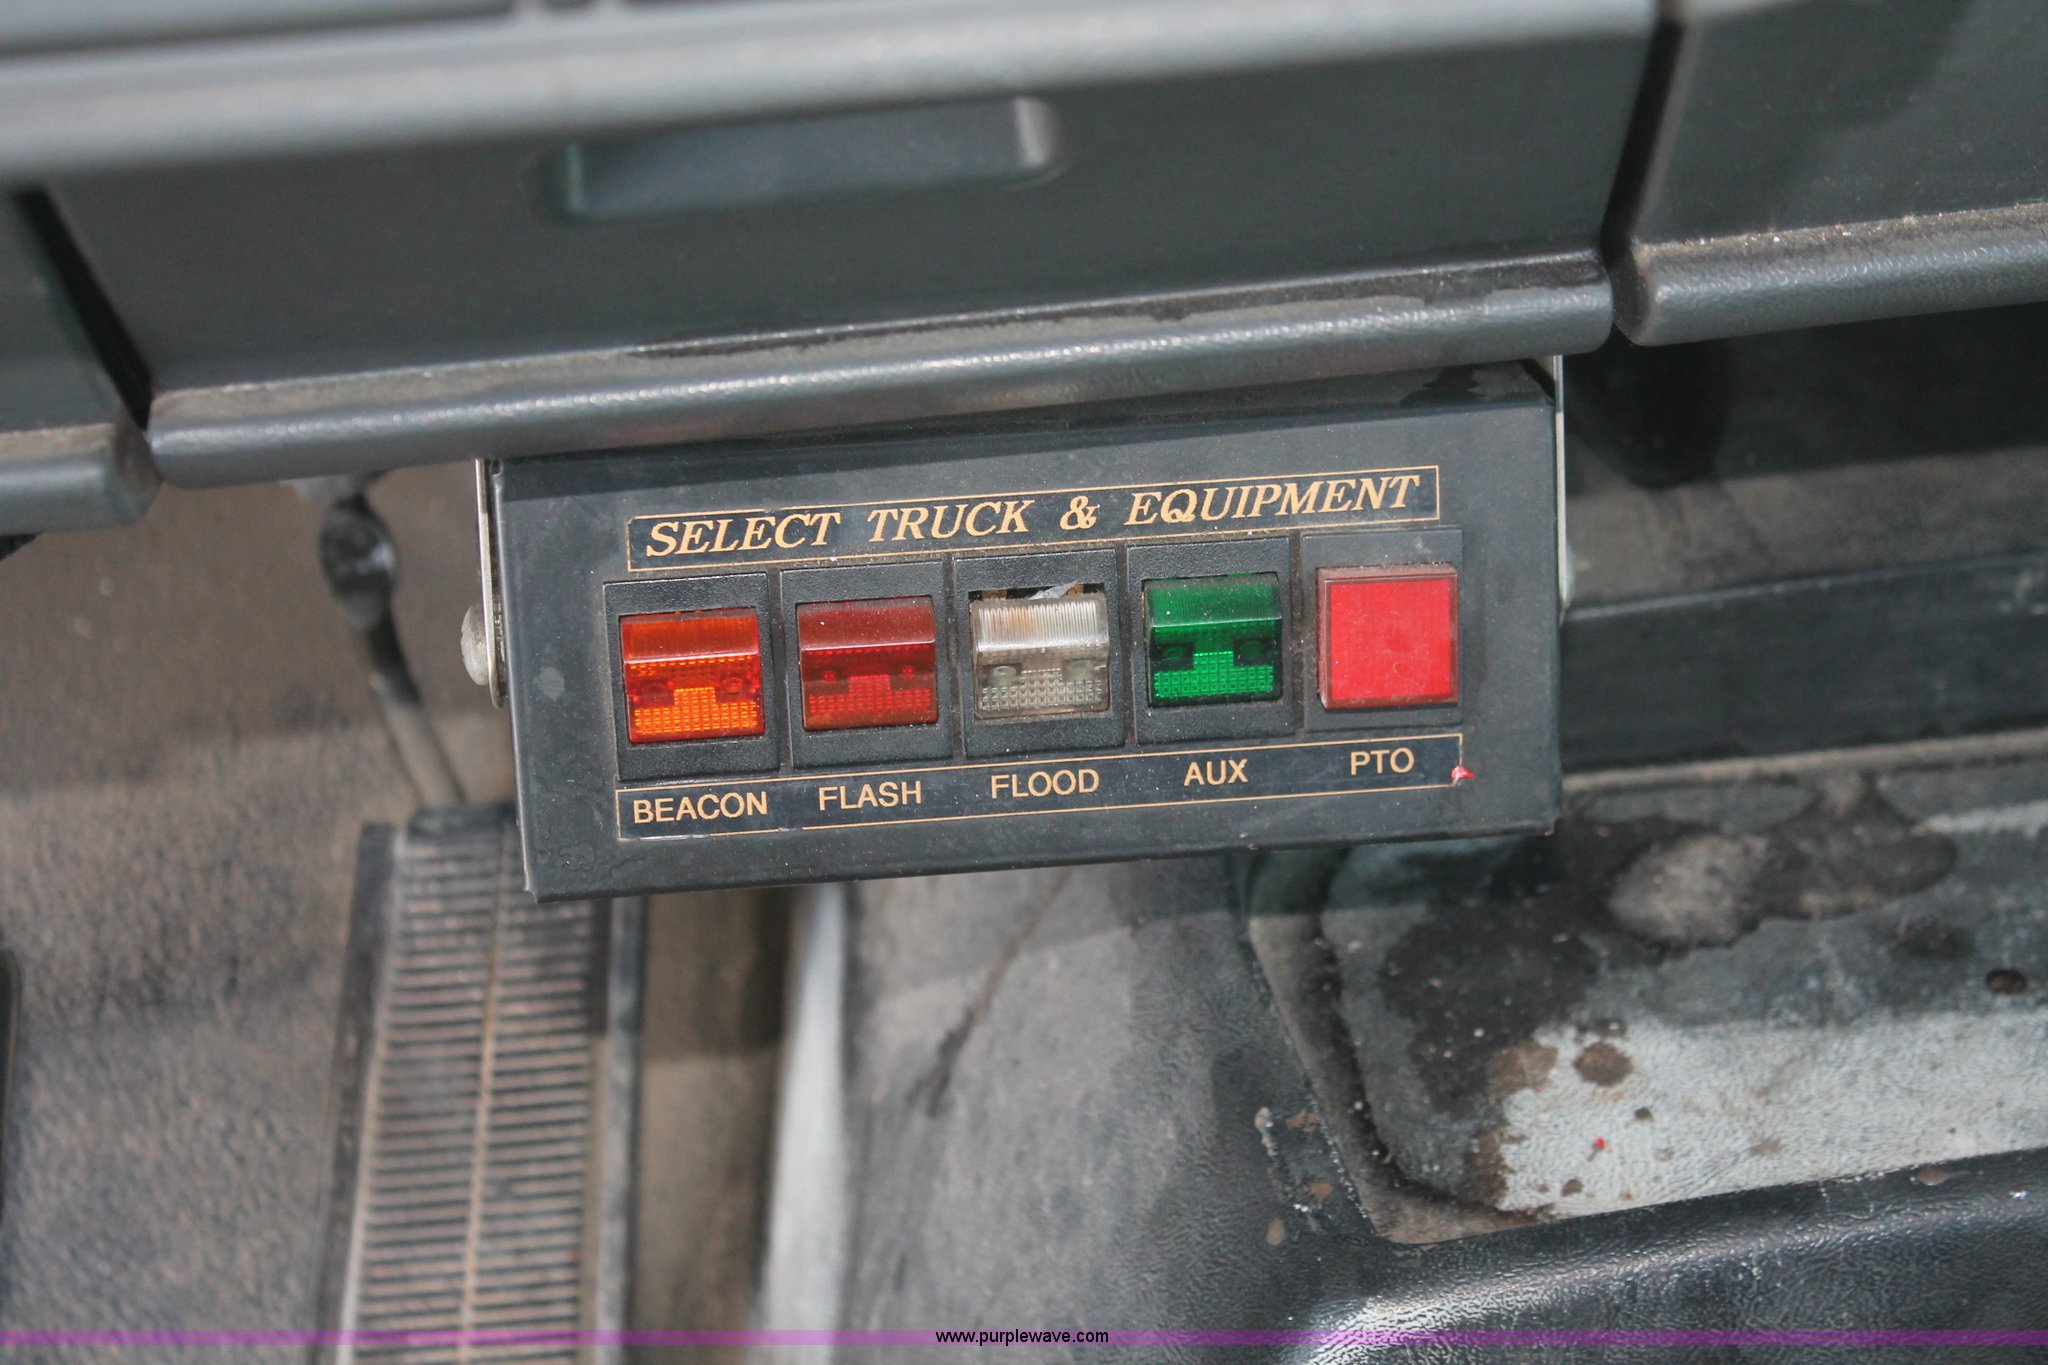 SELECT TRUCK & EQUIPMENT
BEACON FLASH FLOOD AUX PTO
www.purplewave.com